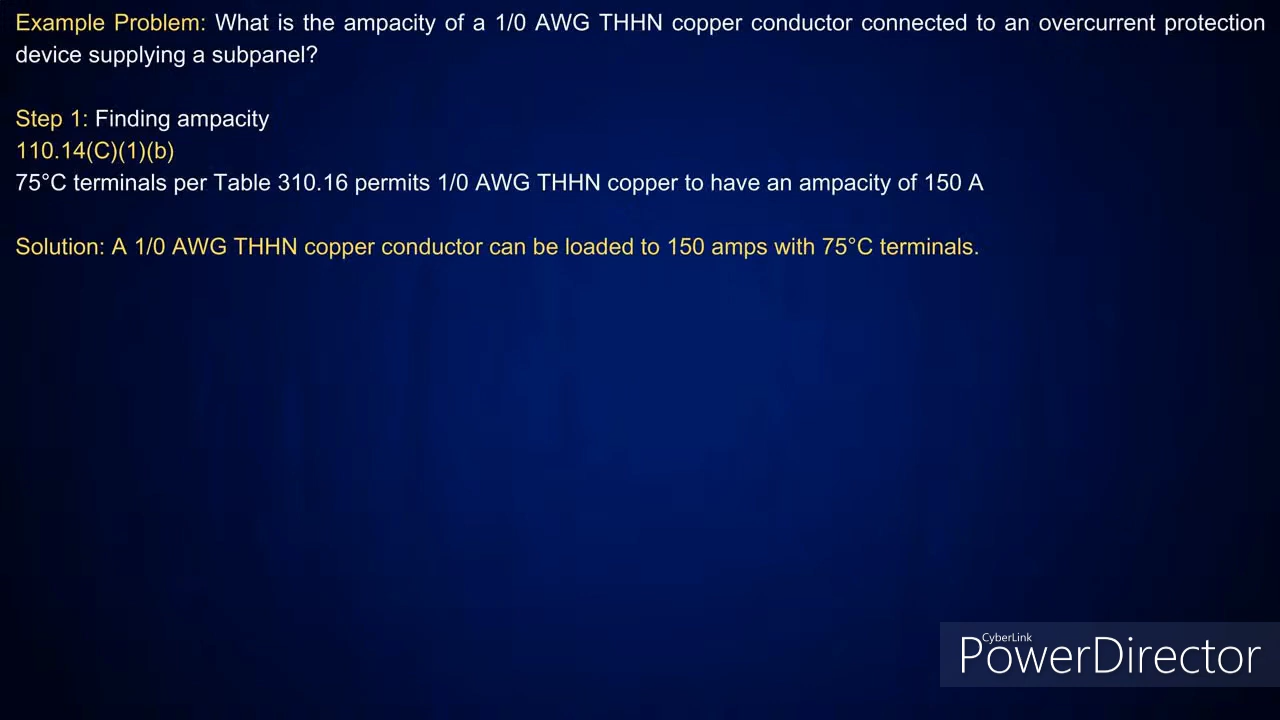 Example Problem: What is the ampacity of a 1/0 AWG THHN copper conductor connected to an overcurrent protection
device supplying a subpanel?
Step 1: Finding ampacity
110.14(C)(1)(b)
75°C terminals per Table 310.16 permits 1/0 AWG THHN copper to have an ampacity of 150 A
Solution: A 1/0 AWG THHN copper conductor can be loaded to 150 amps with 75°C terminals.
CyberLink
PowerDirector